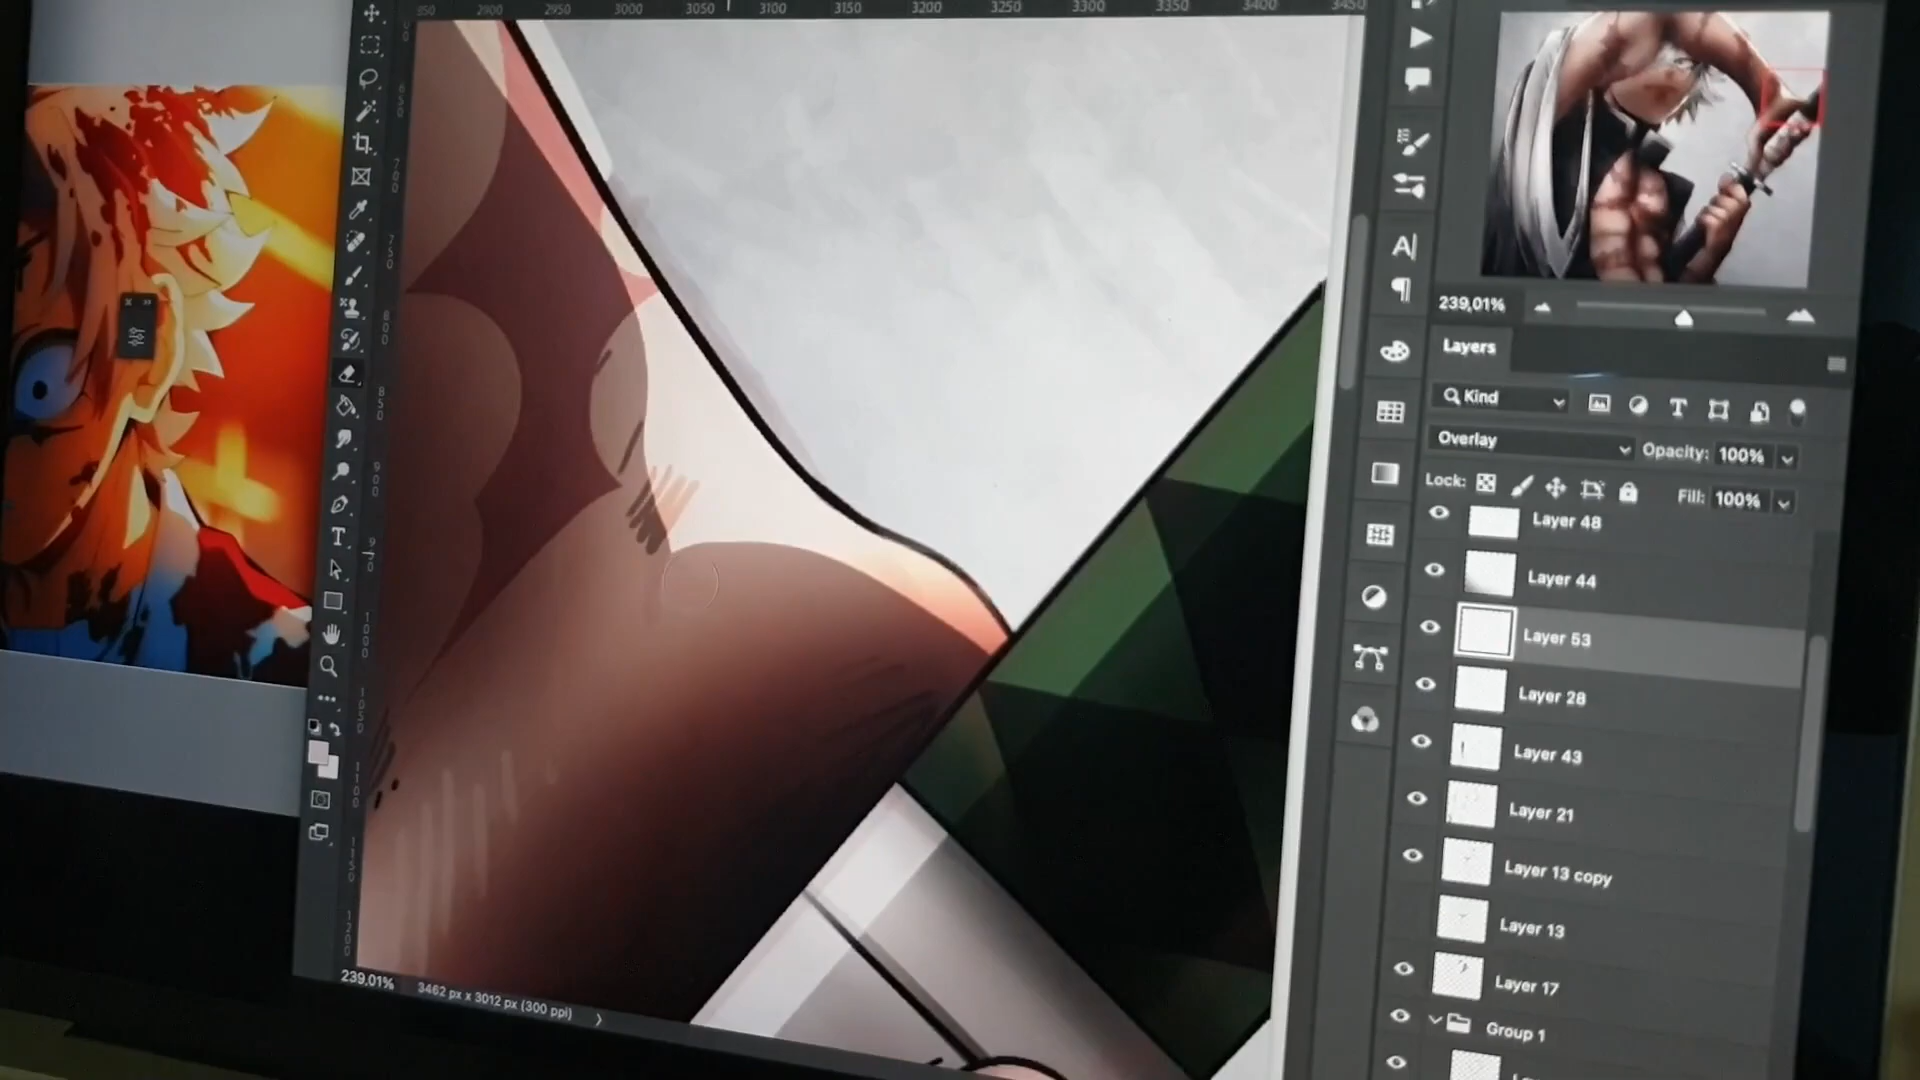 850 2900 2950 3000 3050 3100 3150 3200 3250 3300 3350 3400 3450
239,01%
Layers
Kind
Overlay
Opacity: 100%
Lock:
Fill: 100%
Layer 48
Layer 44
Layer 53
Layer 28
Layer 43
Layer 21
Layer 13 copy
Layer 13
Layer 17
Group 1
239,01% 3462 px x 3012 px (300 ppi)